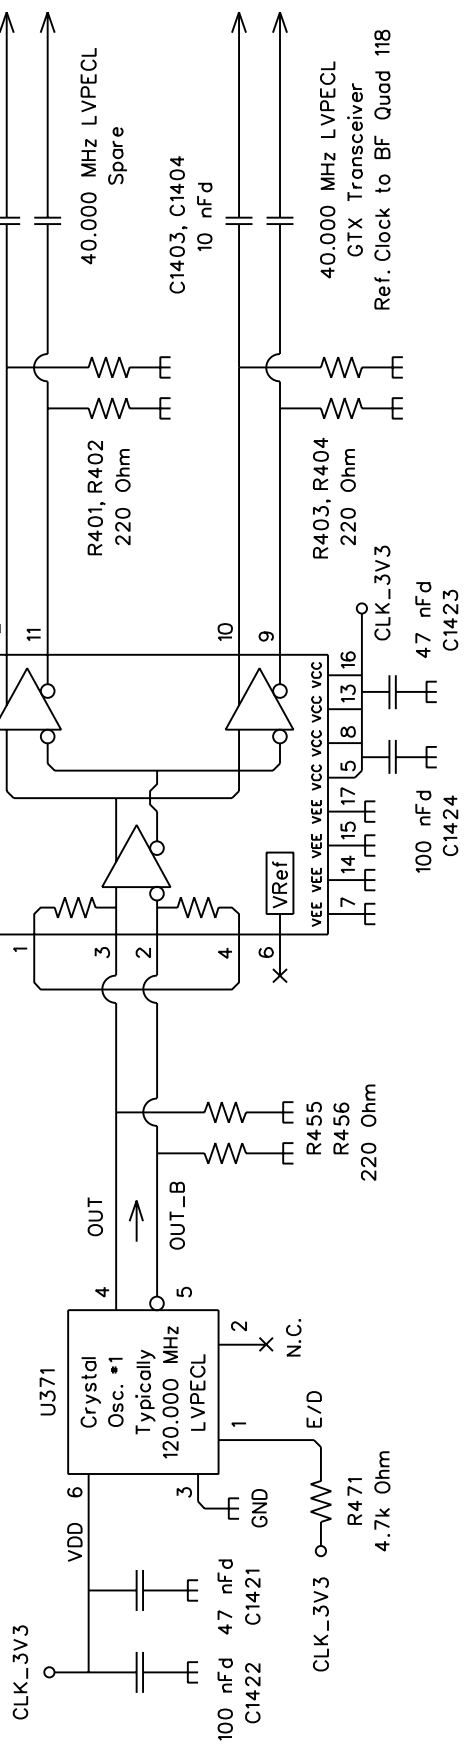 40.000 MHz LVPECL
Spare
C1403, C1404
10 nFd
40.000 MHz LVPECL
GTX Transceiver
Ref. Clock to BF Quad 118
R401, R402
220 Ohm
R403, R404
220 Ohm
11
10
9
CLK_3V3
47 nFd
C1423
100 nFd
C1424
VCC
16
VCC
13
VCC
8
VCC
5
VEE
17
VEE
15
VEE
14
VEE
7
VRef
1
3
2
4
6
R455
R456
220 Ohm
OUT
OUT_B
4
5
U371
Crystal
Osc. #1
Typically
120.000 MHz
LVPECL
2
N.C.
1
E/D
6
VDD
3
GND
R471
4.7k Ohm
CLK_3V3
47 nFd
C1421
100 nFd
C1422
CLK_3V3